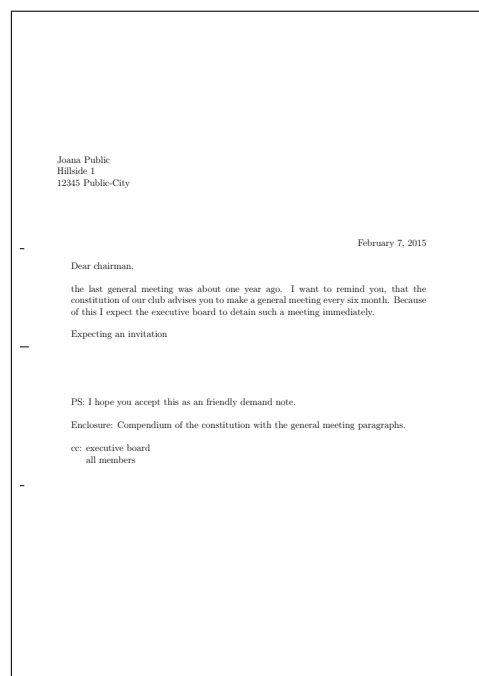 Joana Public
Hillside 1
12345 Public-City
February 7, 2015
Dear chairman,
the last general meeting was about one year ago. I want to remind you, that the
constitution of our club advises you to make a general meeting every six month. Because
of this I expect the executive board to detain such a meeting immediately.
Expecting an invitation
PS: I hope you accept this as an friendly demand note.
Enclosure: Compendium of the constitution with the general meeting paragraphs.
cc: executive board
all members